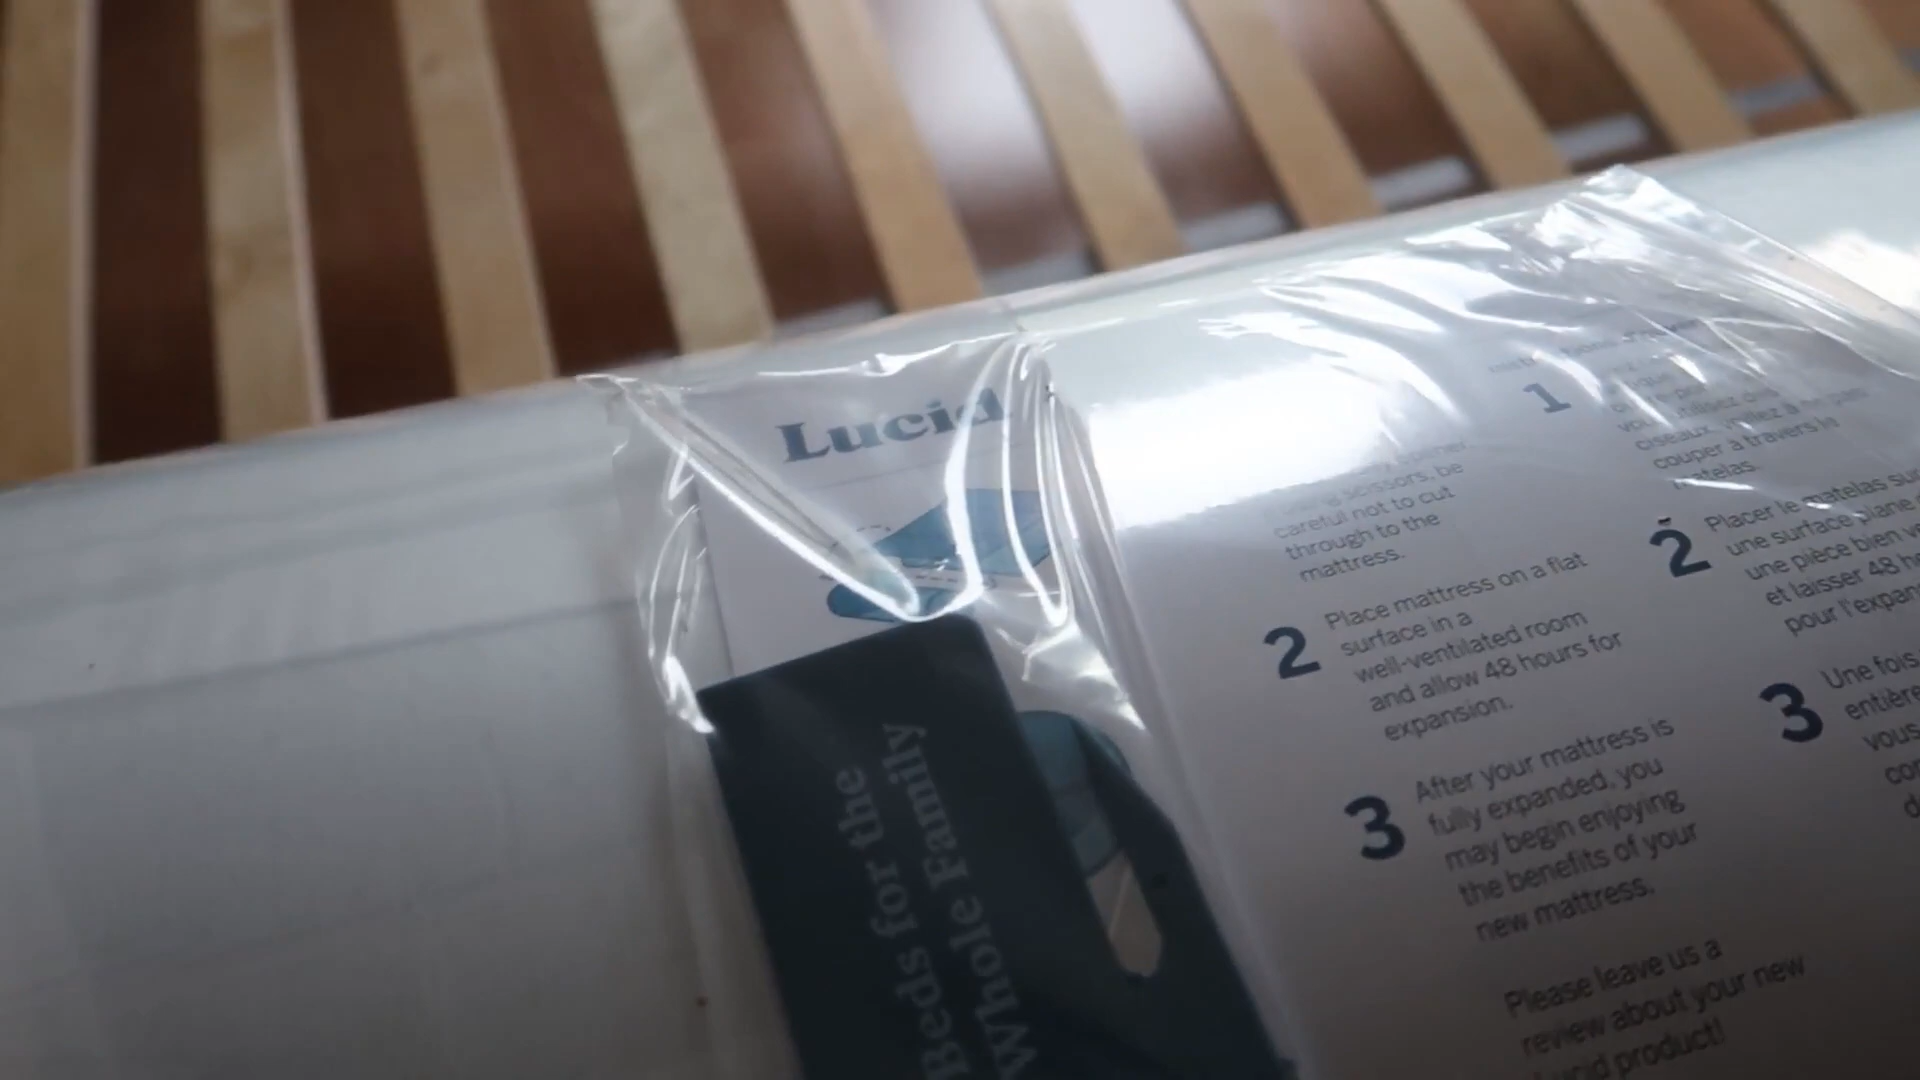 Lucid
Beds for the
Whole Family
scissors, be
careful not to cut
through to the
mattress.
2
Place mattress on a flat
surface in a
well-ventilated room
and allow 48 hours for
expansion.
3
After your mattress is
fully expanded, you
may begin enjoying
the benefits of your
new mattress.
Please leave us a
review about your new
Lucid product!
1
ciseaux, veillez à ne pas
couper à travers le
matelas.
2
Placer le matelas
une surface plane
une pièce bien
et laisser 48
pour
3
Une fois